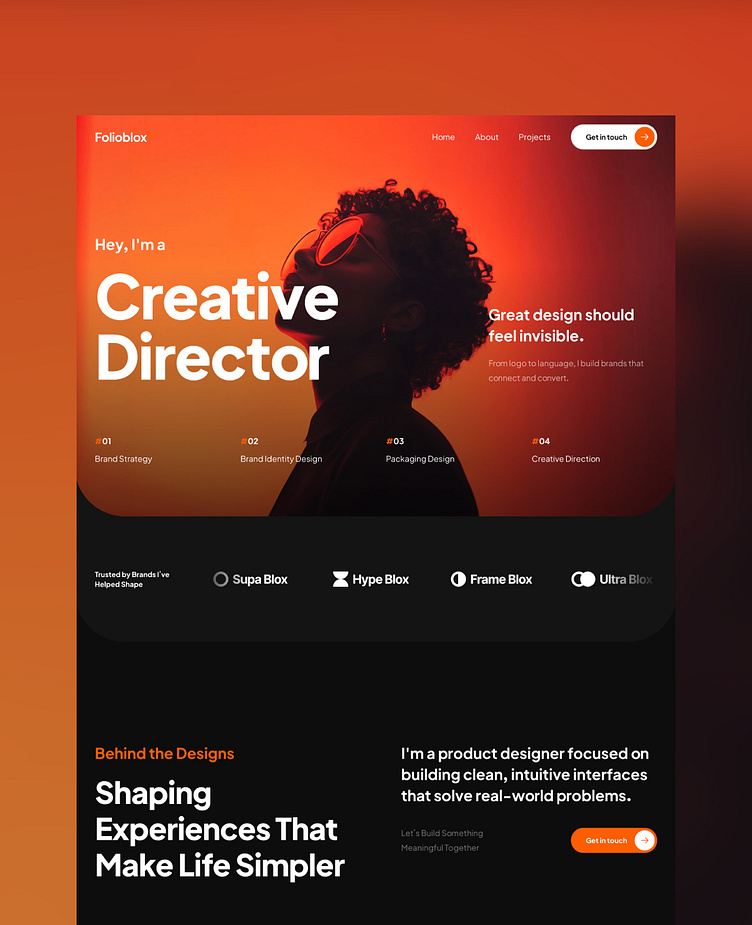 Folioblox
Home
About
Projects
Get in touch
Hey, I'm a
Creative
Director
Great design should
feel invisible.
From logo to language, I build brands that
connect and convert.
#01
Brand Strategy
#02
Brand Identity Design
#03
Packaging Design
#04
Creative Direction
Trusted by Brands I've
Helped Shape
Supa Blox
Hype Blox
Frame Blox
Ultra Blox
Behind the Designs
Shaping
Experiences That
Make Life Simpler
I'm a product designer focused on
building clean, intuitive interfaces
that solve real-world problems.
Let's Build Something
Meaningful Together
Get in touch